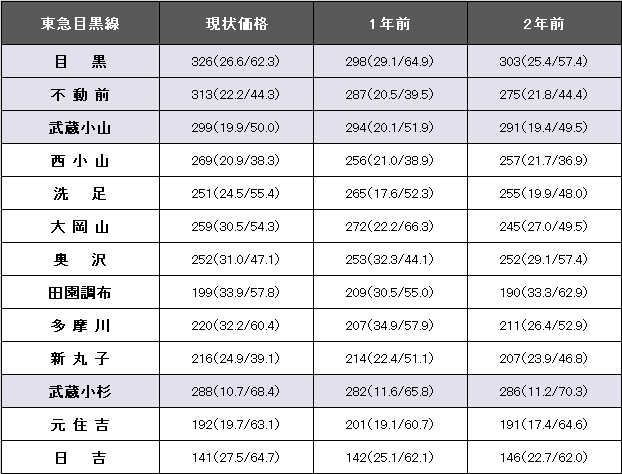 東急目黒線 現状価格 1年前 2年前
目黒 326(26.6/62.3) 298(29.1/64.9) 303(25.4/57.4)
不動前 313(22.2/44.3) 287(20.5/39.5) 275(21.8/44.4)
武蔵小山 299(19.9/50.0) 294(20.1/51.9) 291(19.4/49.5)
西小山 269(20.9/38.3) 256(21.0/38.9) 257(21.7/36.9)
洗足 251(24.5/55.4) 265(17.6/52.3) 255(19.9/48.0)
大岡山 259(30.5/54.3) 272(22.2/66.3) 245(27.0/49.5)
奥沢 252(31.0/47.1) 253(32.3/44.1) 252(29.1/57.4)
田園調布 199(33.9/57.8) 209(30.5/55.0) 190(33.3/62.9)
多摩川 220(32.2/60.4) 207(34.9/57.9) 211(26.4/52.9)
新丸子 216(24.9/39.1) 214(22.4/51.1) 207(23.9/46.8)
武蔵小杉 288(10.7/68.4) 282(11.6/65.8) 286(11.2/70.3)
元住吉 192(19.7/63.1) 201(19.1/60.7) 191(17.4/64.6)
日吉 141(27.5/64.7) 142(25.1/62.1) 146(22.7/62.0)